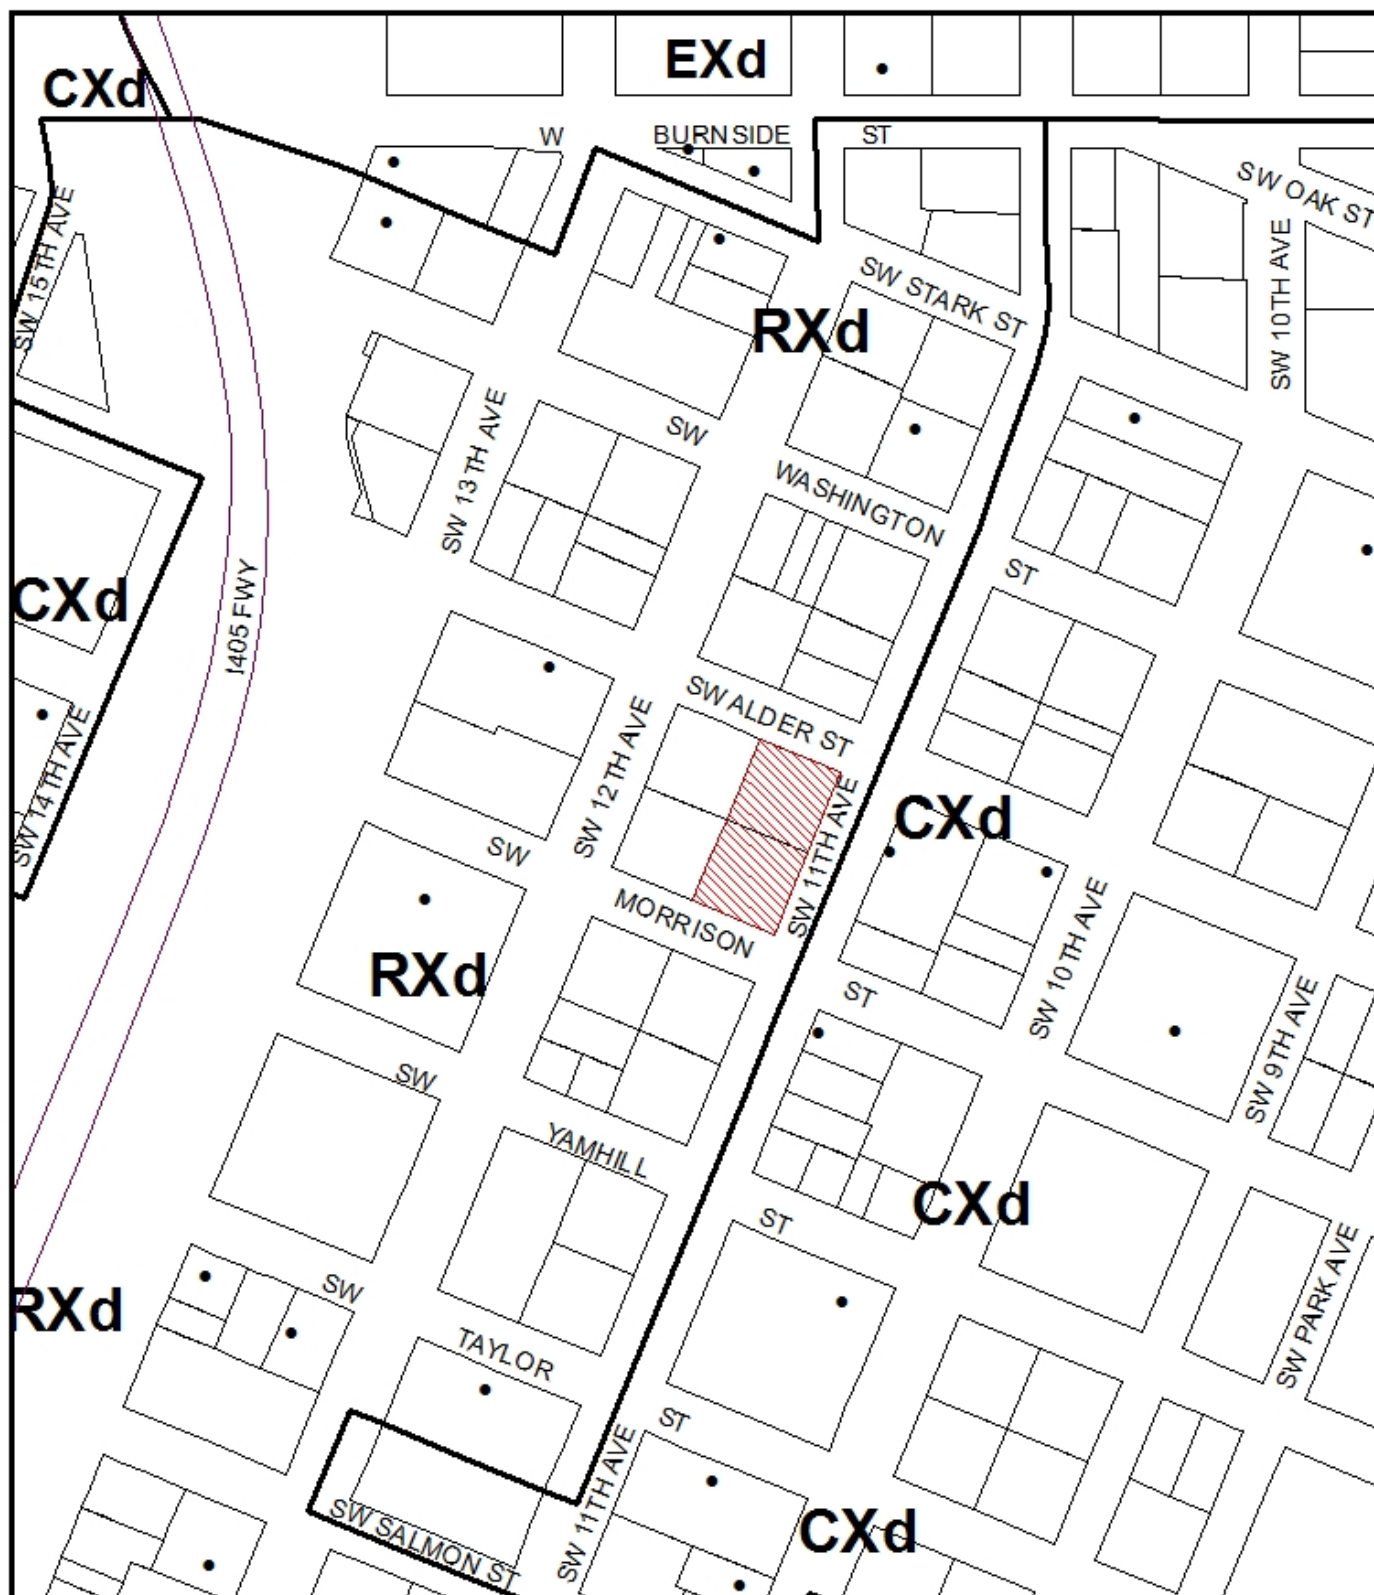 EXd
CXd
W BURNSIDE ST
SW OAK ST
SW 15TH AVE
SW 10TH AVE
SW STARK ST
RXd
SW WASHINGTON ST
SW 13TH AVE
CXd
I405 FWY
SW ALDER ST
SW 14TH AVE
SW 12TH AVE
SW 11TH AVE
CXd
SW MORRISON ST
SW 10TH AVE
RXd
SW 9TH AVE
SW YAMHILL ST
CXd
SW PARK AVE
RXd
SW TAYLOR ST
SW 11TH AVE
SW SALMON ST
CXd